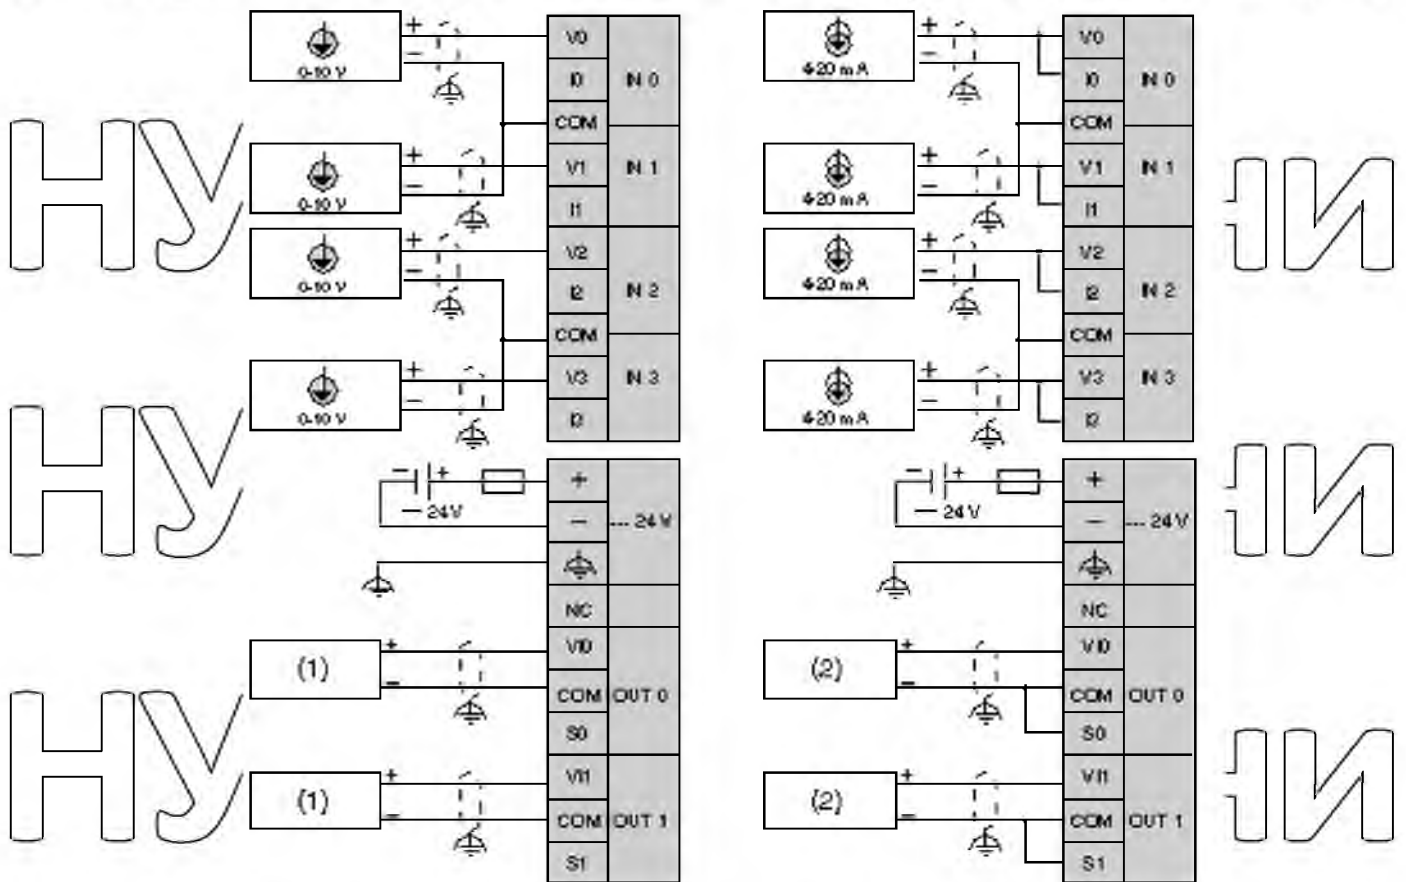 + V0 + V0
0-10 V - I0 IN 0 4-20 mA - I0 IN 0
COM COM
НУ + V1 IN 1 + V1 IN 1 НИ
0-10 V - I1 4-20 mA - I1
+ V2 + V2
0-10 V - I2 IN 2 4-20 mA - I2 IN 2
COM COM
+ V3 IN 3 + V3 IN 3
0-10 V - I3 4-20 mA - I3
НУ - + + - + + НИ
24V - --- 24 V 24V - --- 24 V
NC NC
(1) + VI0 (2) + VI0
- COM OUT 0 - COM OUT 0
S0 S0
НУ (1) + VI1 (2) + VI1 НИ
- COM OUT 1 - COM OUT 1
S1 S1